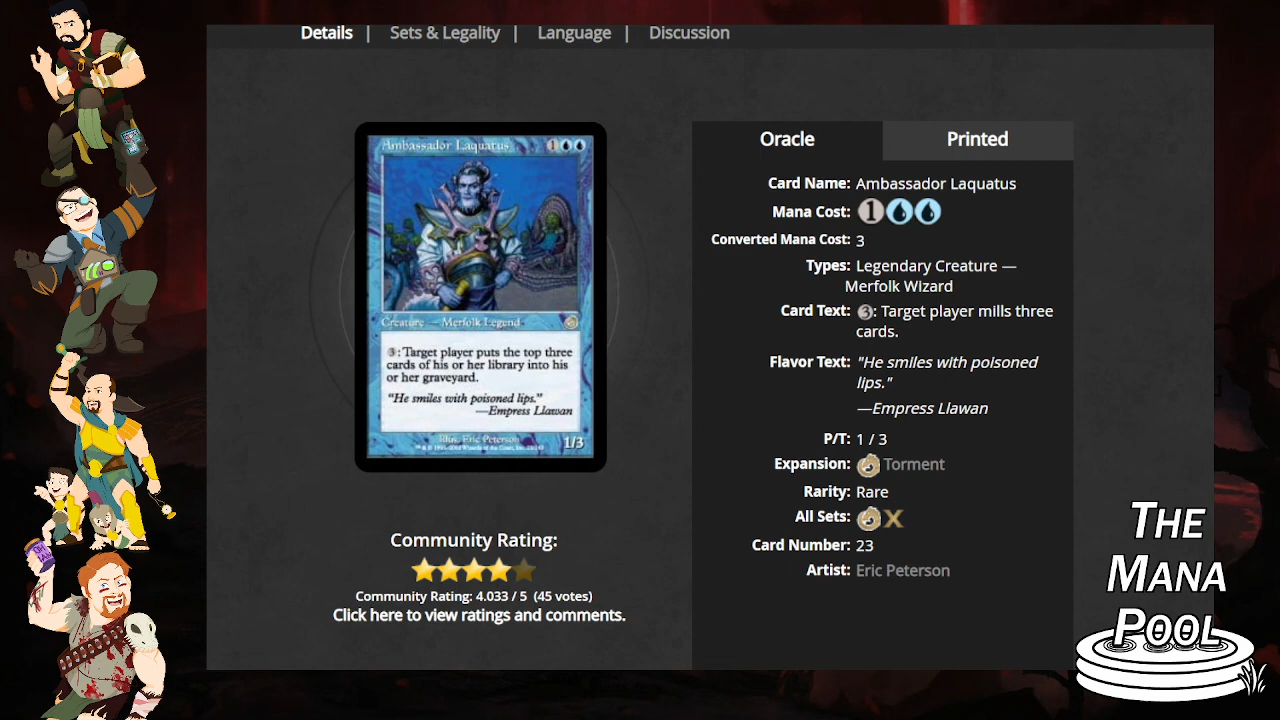 Details | Sets & Legality | Language | Discussion
Ambassador Laquatus 1
Creature — Merfolk Legend
3: Target player puts the top three
cards of his or her library into his
or her graveyard.
"He smiles with poisoned lips."
—Empress Llawan
Illus. Eric Peterson
1/3
Community Rating:
Community Rating: 4.033 / 5 (45 votes)
Click here to view ratings and comments.
Oracle Printed
Card Name: Ambassador Laquatus
Mana Cost: 1
Converted Mana Cost: 3
Types: Legendary Creature —
Merfolk Wizard
Card Text: 3: Target player mills three
cards.
Flavor Text: "He smiles with poisoned
lips."
—Empress Llawan
P/T: 1 / 3
Expansion: Torment
Rarity: Rare
All Sets:
Card Number: 23
Artist: Eric Peterson
THE
MANA
POOL